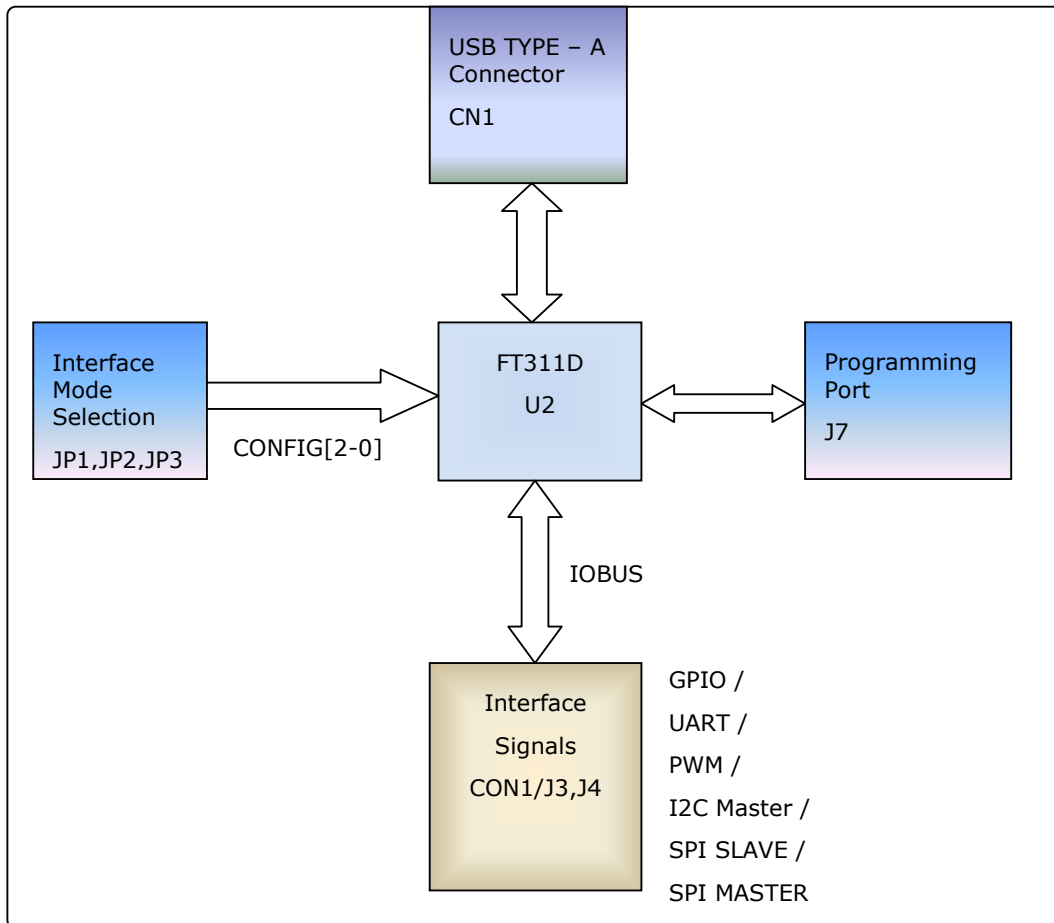 USB TYPE – A
Connector
CN1
Interface
Mode
Selection
JP1,JP2,JP3
CONFIG[2-0]
FT311D
U2
Programming
Port
J7
IOBUS
Interface
Signals
CON1/J3,J4
GPIO /
UART /
PWM /
I2C Master /
SPI SLAVE /
SPI MASTER